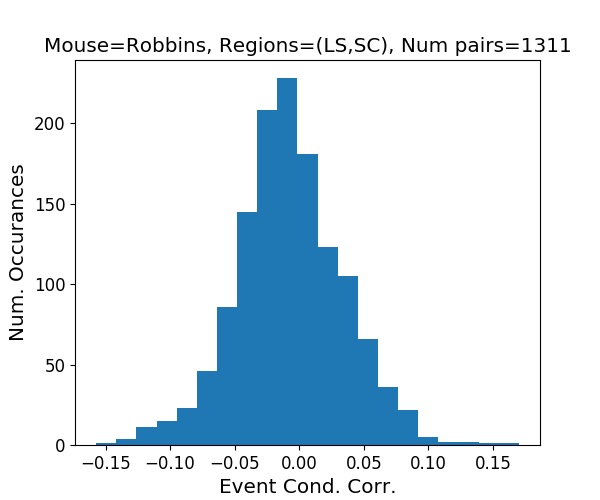 Mouse=Robbins, Regions=(LS,SC), Num pairs=1311
Num. Occurances
200
150
100
50
0
−0.15 −0.10 −0.05 0.00 0.05 0.10 0.15
Event Cond. Corr.